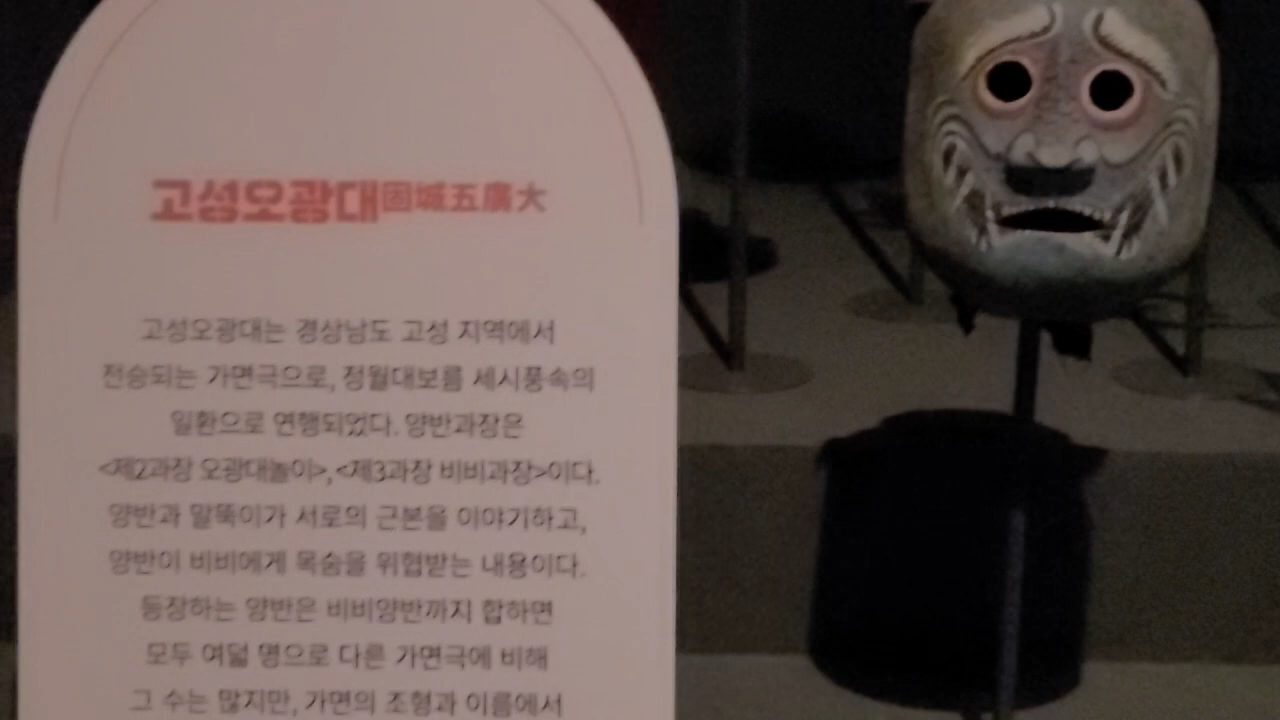 고성오광대固城五廣大
고성오광대는 경상남도 고성 지역에서
전승되는 가면극으로, 정월대보름 세시풍속의
일환으로 연행되었다. 양반과장은
<제2과장 오광대놀이>, <제3과장 비비과장>이다.
양반과 말뚝이가 서로의 근본을 이야기하고,
양반이 비비에게 목숨을 위협받는 내용이다.
등장하는 양반은 비비양반까지 합하면
모두 여덟 명으로 다른 가면극에 비해
그 수는 많지만, 가면의 조형과 이름에서